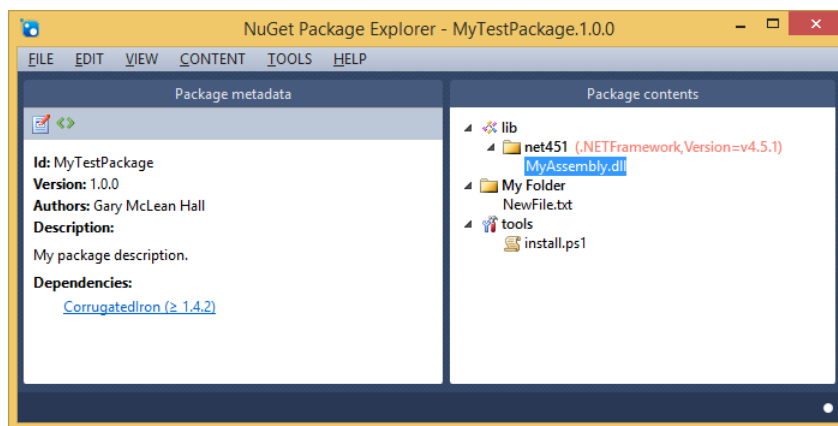 NuGet Package Explorer - MyTestPackage.1.0.0
FILE EDIT VIEW CONTENT TOOLS HELP
Package metadata
Id: MyTestPackage
Version: 1.0.0
Authors: Gary McLean Hall
Description:
My package description.
Dependencies:
CorrugatedIron (≥ 1.4.2)
Package contents
lib
net451 (.NETFramework,Version=v4.5.1)
MyAssembly.dll
My Folder
NewFile.txt
tools
install.ps1